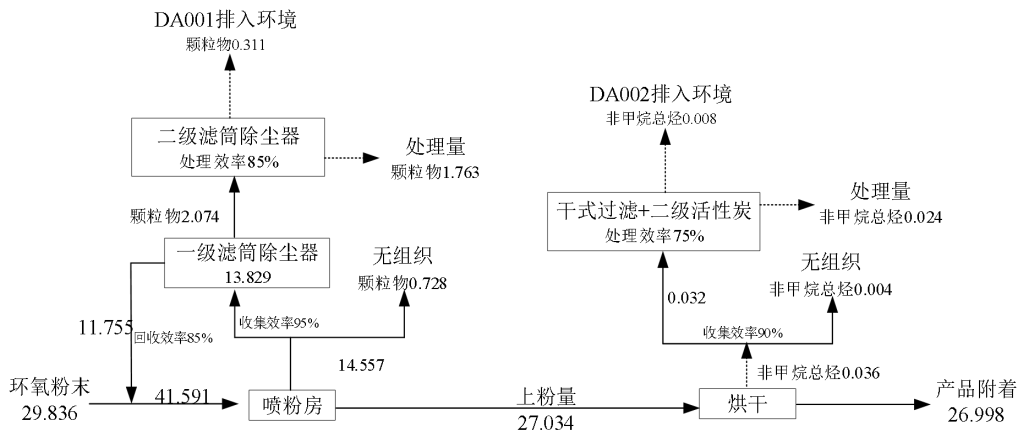 DA001排入环境
颗粒物0.311
二级滤筒除尘器
处理效率85%
处理量
颗粒物1.763
颗粒物2.074
一级滤筒除尘器
13.829
无组织
颗粒物0.728
收集效率95%
11.755
回收效率85%
14.557
环氧粉末
29.836
41.591
喷粉房
上粉量
27.034
DA002排入环境
非甲烷总烃0.008
干式过滤+二级活性炭
处理效率75%
处理量
非甲烷总烃0.024
无组织
非甲烷总烃0.004
0.032
收集效率90%
非甲烷总烃0.036
烘干
产品附着
26.998